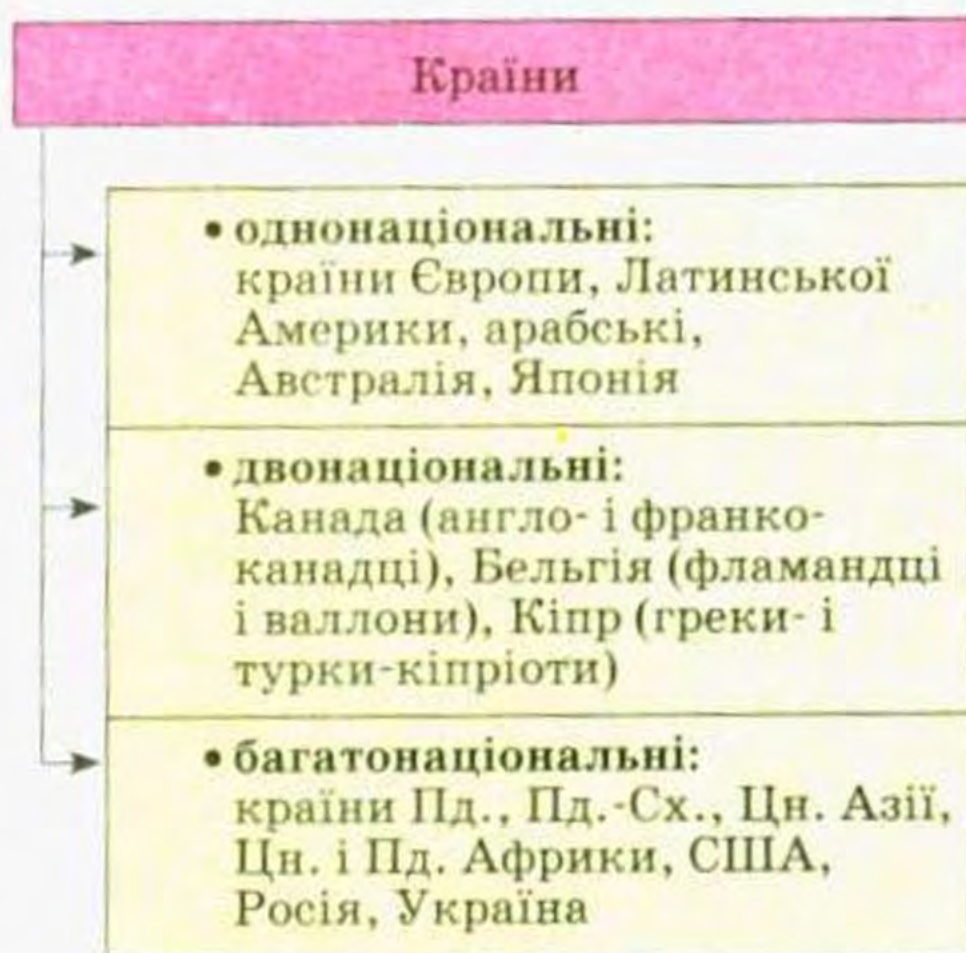 Країни
• однонаціональні:
країни Європи, Латинської
Америки, арабські,
Австралія, Японія
• двонаціональні:
Канада (англо- і франко-
канадці), Бельгія (фламандці
і валлони), Кіпр (греки- і
турки-кіпріоти)
• багатонаціональні:
країни Пд., Пд.-Сх., Цн. Азії,
Цн. і Пд. Африки, США,
Росія, Україна